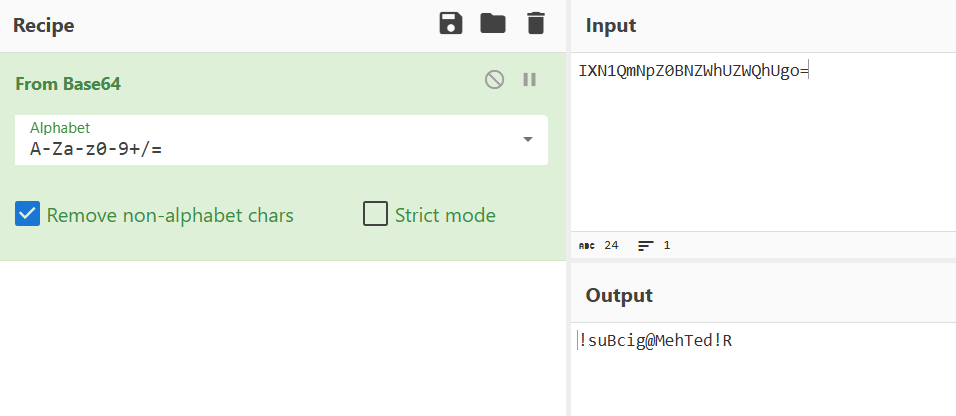 Recipe
From Base64
Alphabet
A-Za-z0-9+/=
Remove non-alphabet chars
Strict mode
Input
IXN1QmNpZ0BNZWhUZWQhUgo=
ABC 24 1
Output
!suBcig@MehTed!R